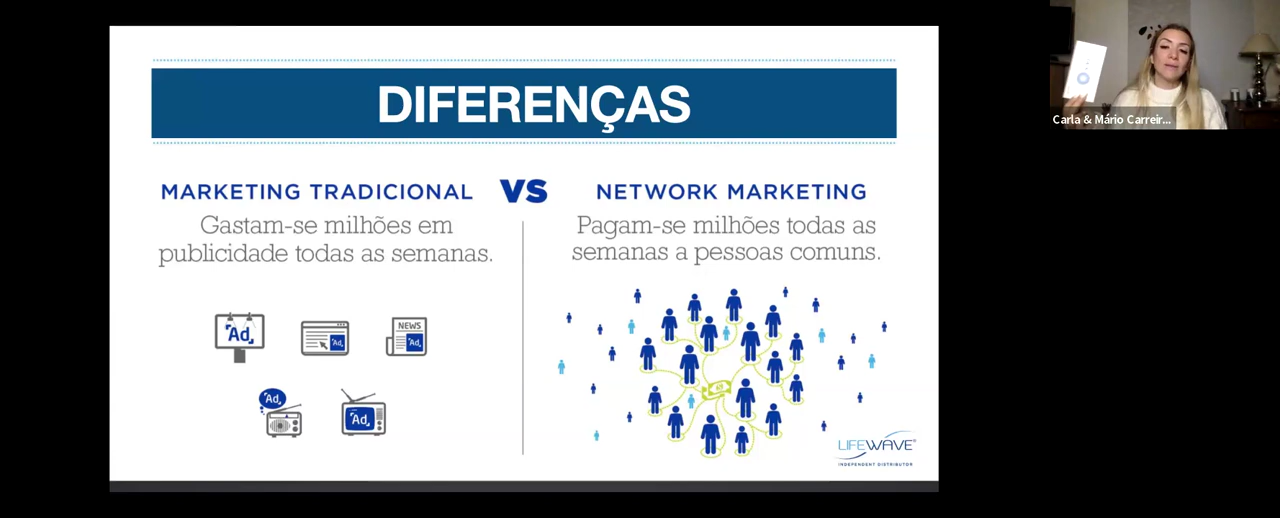 DIFERENÇAS
MARKETING TRADICIONAL
VS
NETWORK MARKETING
Gastam-se milhões em
publicidade todas as semanas.
Pagam-se milhões todas as
semanas a pessoas comuns.
Ad
Ad
NEWS
Ad
Ad
Ad
LIFEWAVE®
INDEPENDENT DISTRIBUTOR
Carla & Mário Carreir...